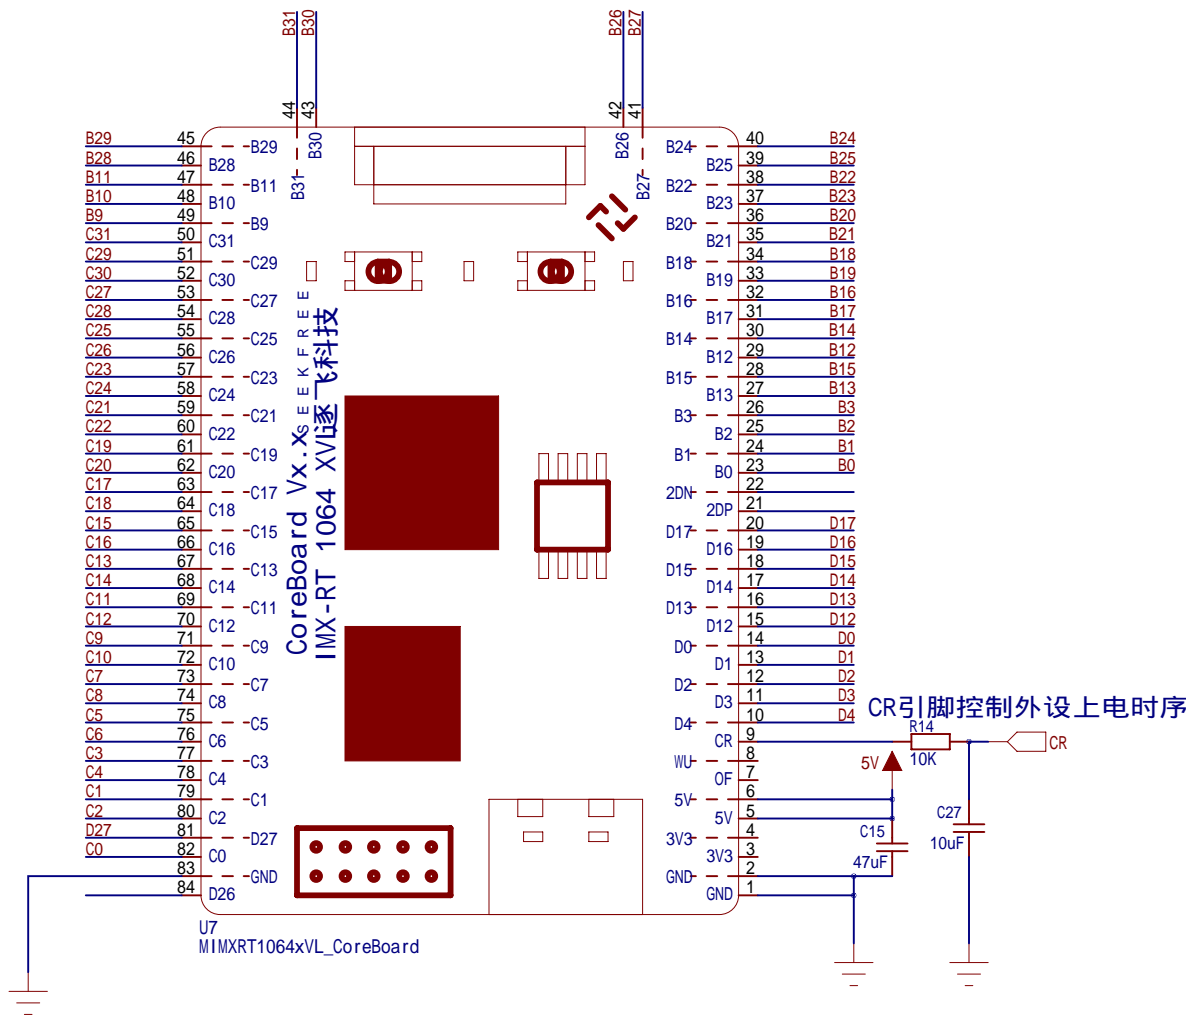 B31 B30 B26 B27
44 43 42 41
B31 B30 B26 B27
B29 45 B29 B24 40 B24
B28 46 B28 B25 39 B25
B11 47 B11 B22 38 B22
B10 48 B10 B23 37 B23
B9 49 B9 B20 36 B20
C31 50 C31 B21 35 B21
C29 51 C29 B18 34 B18
C30 52 C30 B19 33 B19
C27 53 C27 B16 32 B16
C28 54 C28 B17 31 B17
C25 55 C25 B14 30 B14
C26 56 C26 B12 29 B12
C23 57 C23 B15 28 B15
C24 58 C24 B13 27 B13
C21 59 C21 B3 26 B3
C22 60 C22 B2 25 B2
C19 61 C19 B1 24 B1
C20 62 C20 B0 23 B0
C17 63 C17 2DN 22
C18 64 C18 2DP 21
C15 65 C15 D17 20 D17
C16 66 C16 D16 19 D16
C13 67 C13 D15 18 D15
C14 68 C14 D14 17 D14
C11 69 C11 D13 16 D13
C12 70 C12 D12 15 D12
C9 71 C9 D0 14 D0
C10 72 C10 D1 13 D1
C7 73 C7 D2 12 D2
C8 74 C8 D3 11 D3
C5 75 C5 D4 10 D4
C6 76 C6 CR 9
C3 77 C3 WU 8
C4 78 C4 OF 7
C1 79 C1 5V 6
C2 80 C2 5V 5
D27 81 D27 3V3 4
C0 82 C0 3V3 3
83 GND GND 2
84 D26 GND 1
SEEKFREE
逐飞科技
CoreBoard Vx.x
IMX-RT 1064 XVL
CR引脚控制外设上电时序
R14
10K
CR
5V
C15
47uF
C27
10uF
U7
MIMXRT1064xVL_CoreBoard